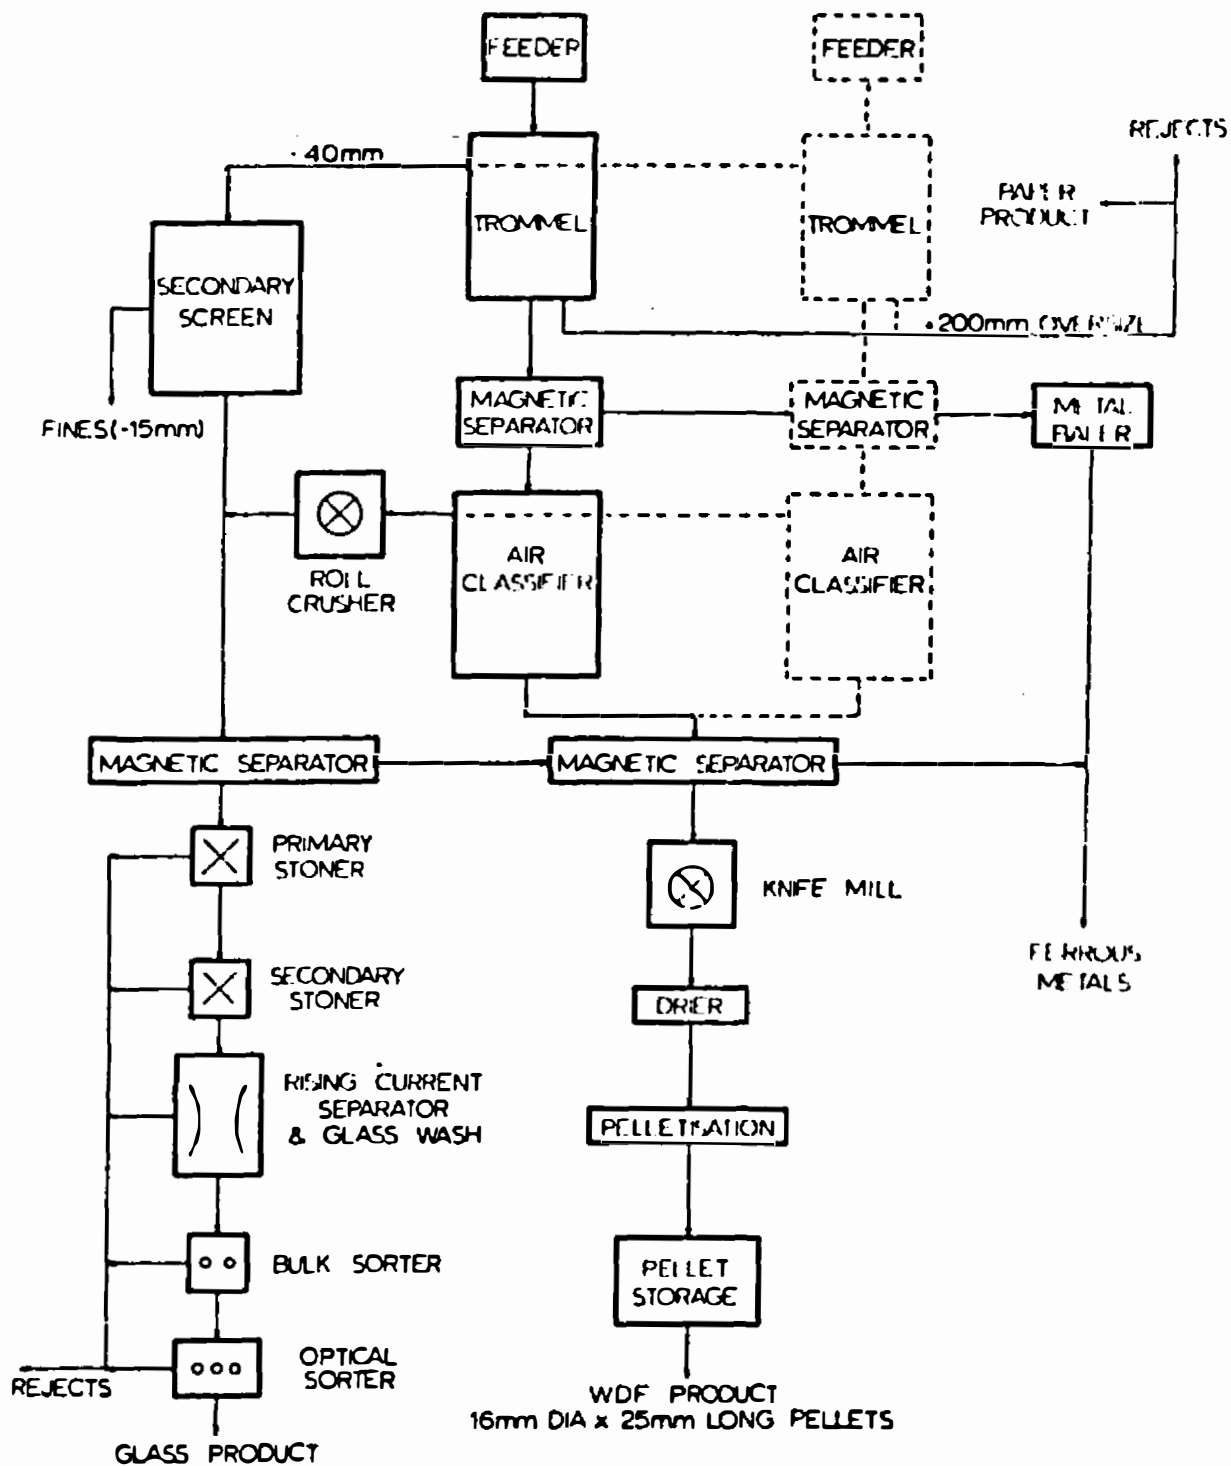 FEEDER
FEEDER
REJECTS
40mm
PAPER
PRODUCT
TROMMEL
TROMMEL
SECONDARY
SCREEN
200mm OVERSIZE
MAGNETIC
SEPARATOR
MAGNETIC
SEPARATOR
METAL
BALER
FINES(-15mm)
AIR
CLASSIFIER
AIR
CLASSIFIER
ROLL
CRUSHER
MAGNETIC SEPARATOR
MAGNETIC SEPARATOR
PRIMARY
STONER
KNIFE MILL
FERROUS
METALS
SECONDARY
STONER
DRIER
RISING CURRENT
SEPARATOR
& GLASS WASH
PELLETISATION
BULK SORTER
PELLET
STORAGE
OPTICAL
SORTER
REJECTS
WDF PRODUCT
16mm DIA x 25mm LONG PELLETS
GLASS PRODUCT